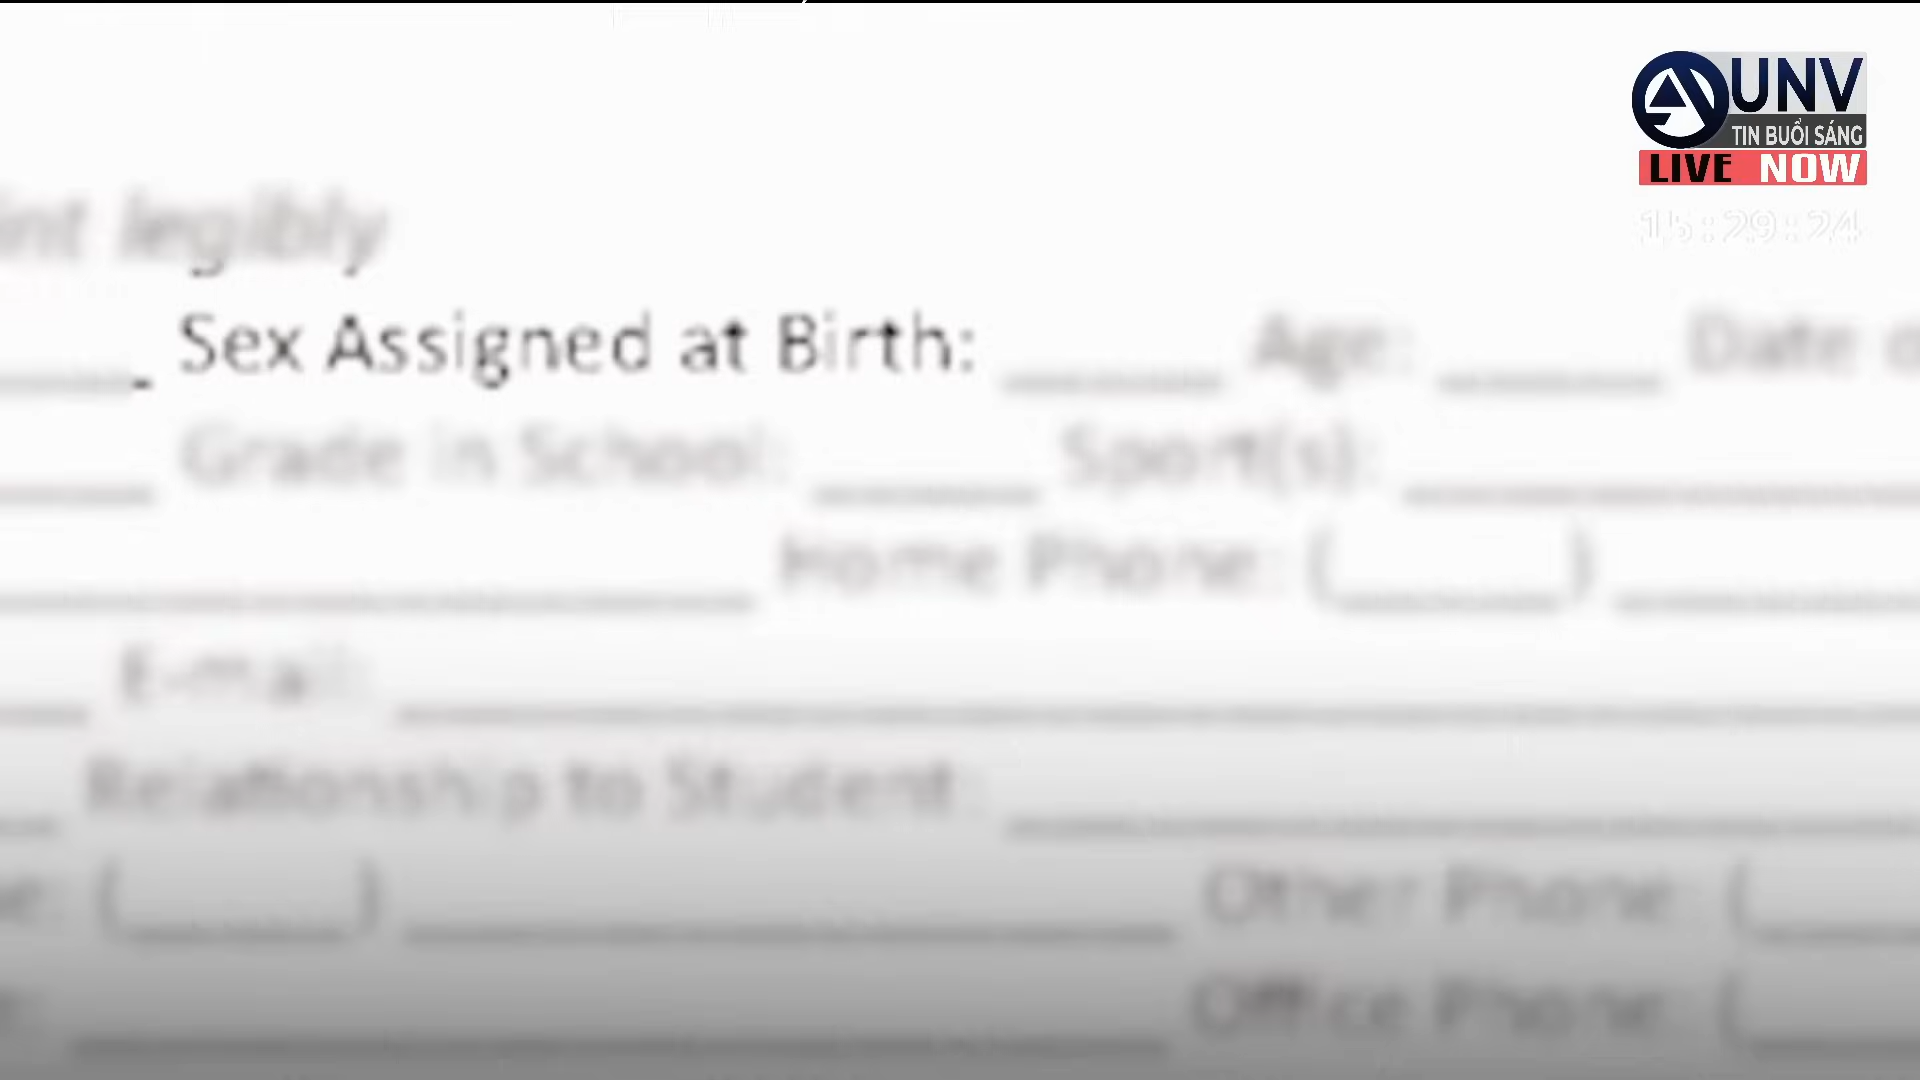 UNV
TIN BUỔI SÁNG
LIVE NOW
15:29:24
int legibly
Sex Assigned at Birth: Age: Date
Grade in School: Sport(s):
Home Phone: ( )
E-mail:
Relationship to Student:
( ) Other Phone: (
Office Phone: (